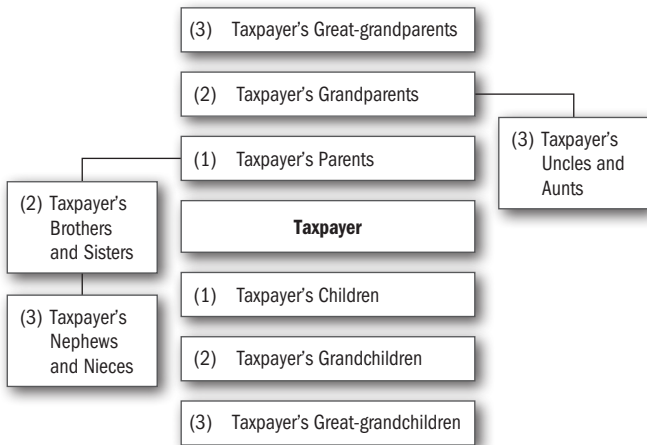 (3) Taxpayer’s Great-grandparents
(2) Taxpayer’s Grandparents
(3) Taxpayer’s
Uncles and
Aunts
(1) Taxpayer’s Parents
(2) Taxpayer’s
Brothers
and Sisters
Taxpayer
(1) Taxpayer’s Children
(3) Taxpayer’s
Nephews
and Nieces
(2) Taxpayer’s Grandchildren
(3) Taxpayer’s Great-grandchildren